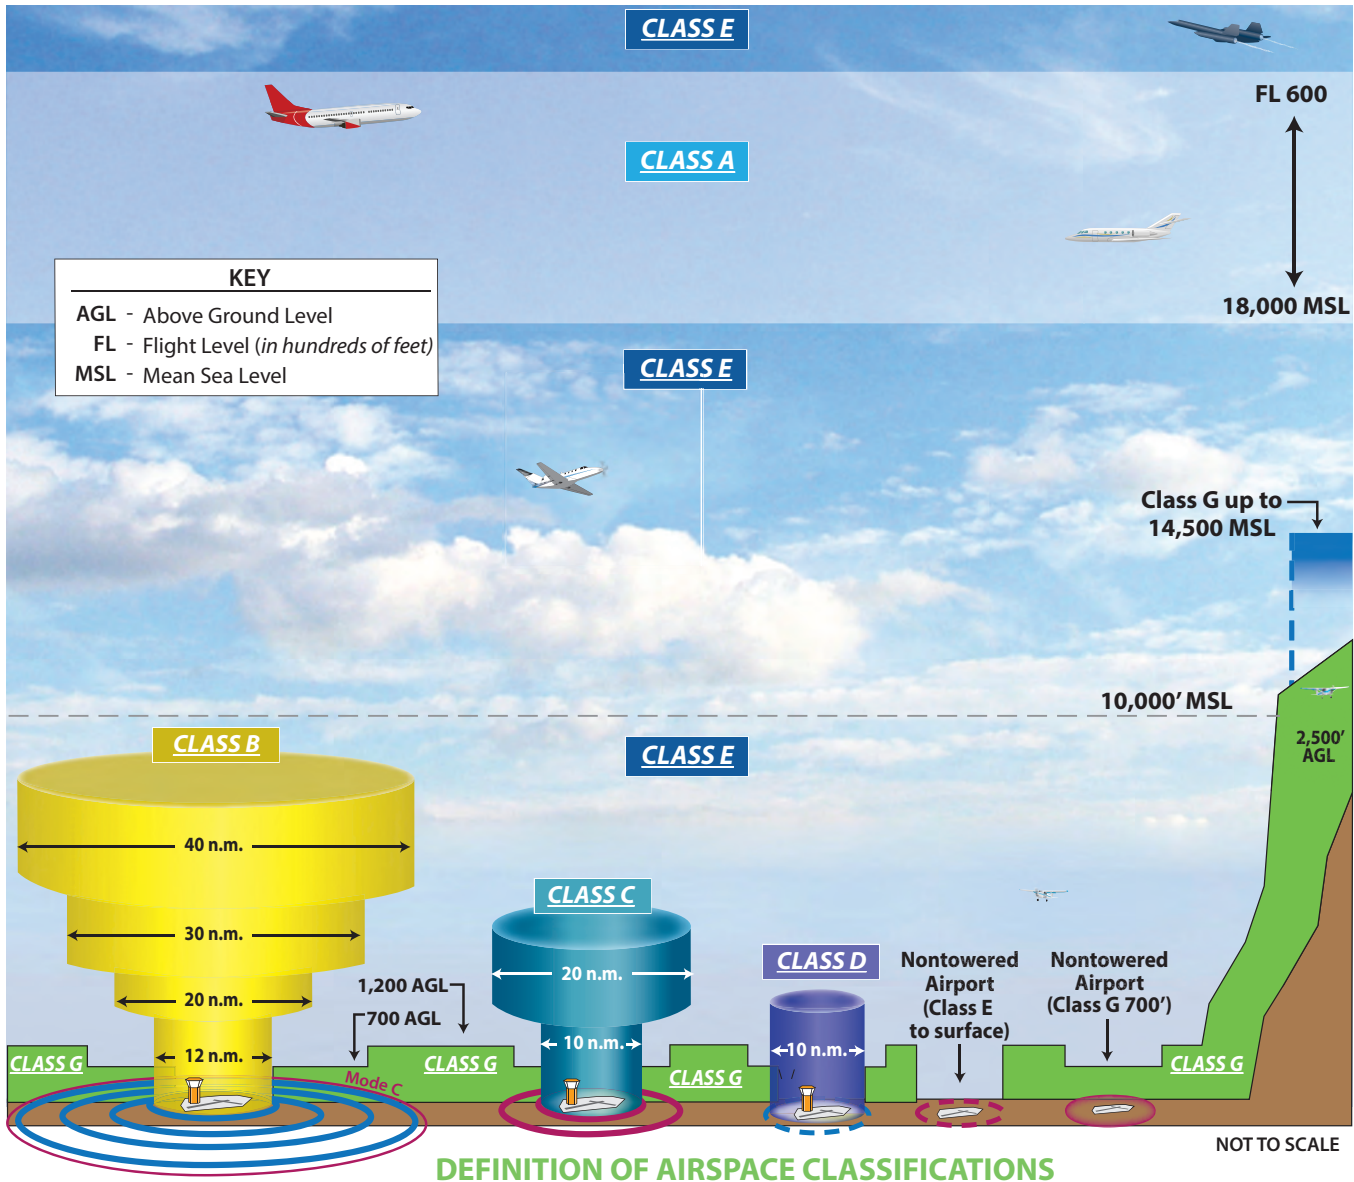 CLASS E
FL 600
CLASS A
18,000 MSL
KEY
AGL - Above Ground Level
FL - Flight Level (in hundreds of feet)
MSL - Mean Sea Level
CLASS E
Class G up to
14,500 MSL
10,000' MSL
2,500'
AGL
CLASS B
CLASS E
40 n.m.
30 n.m.
20 n.m.
12 n.m.
1,200 AGL
700 AGL
CLASS C
20 n.m.
10 n.m.
CLASS D
10 n.m.
Nontowered
Airport
(Class E
to surface)
Nontowered
Airport
(Class G 700')
CLASS G
CLASS G
CLASS G
CLASS G
Mode C
NOT TO SCALE
DEFINITION OF AIRSPACE CLASSIFICATIONS